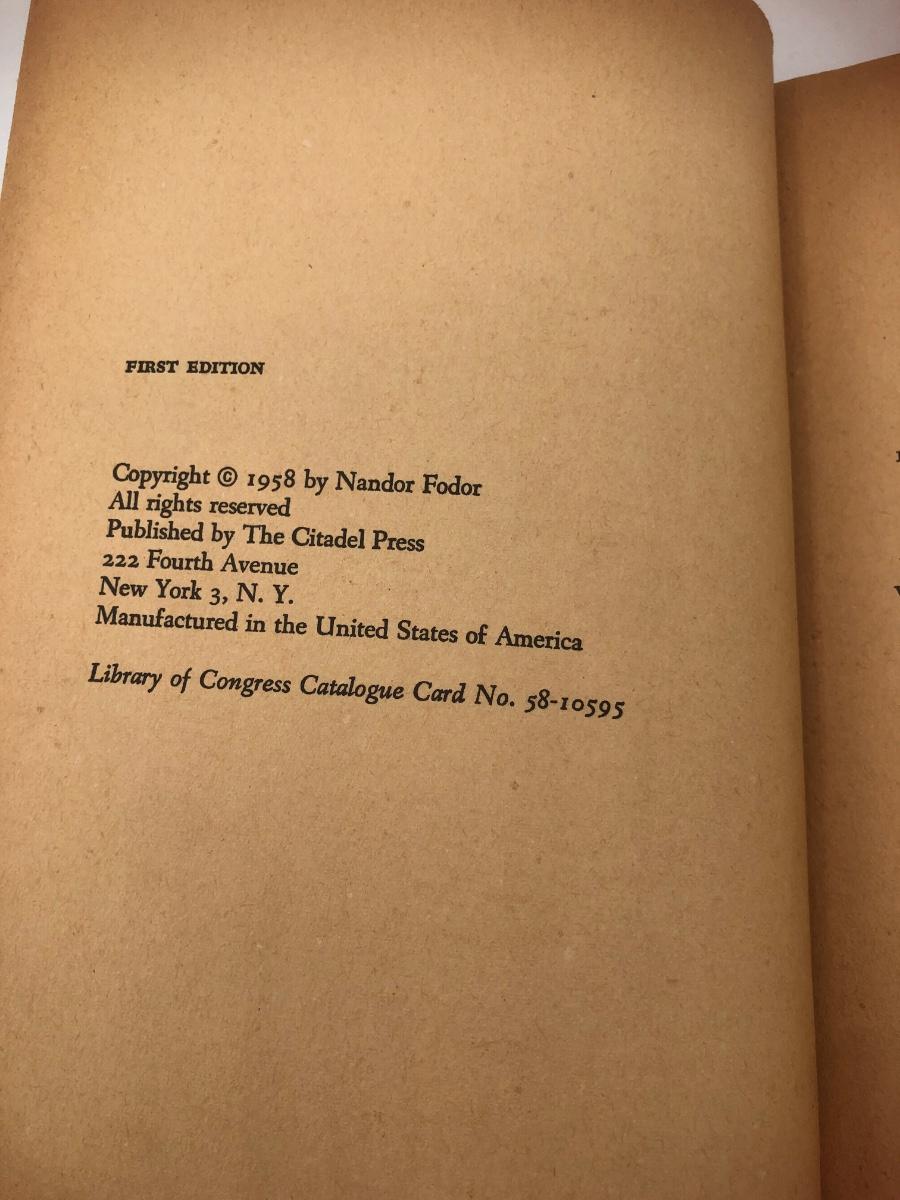 FIRST EDITION
Copyright © 1958 by Nandor Fodor
All rights reserved
Published by The Citadel Press
222 Fourth Avenue
New York 3, N. Y.
Manufactured in the United States of America
Library of Congress Catalogue Card No. 58-10595